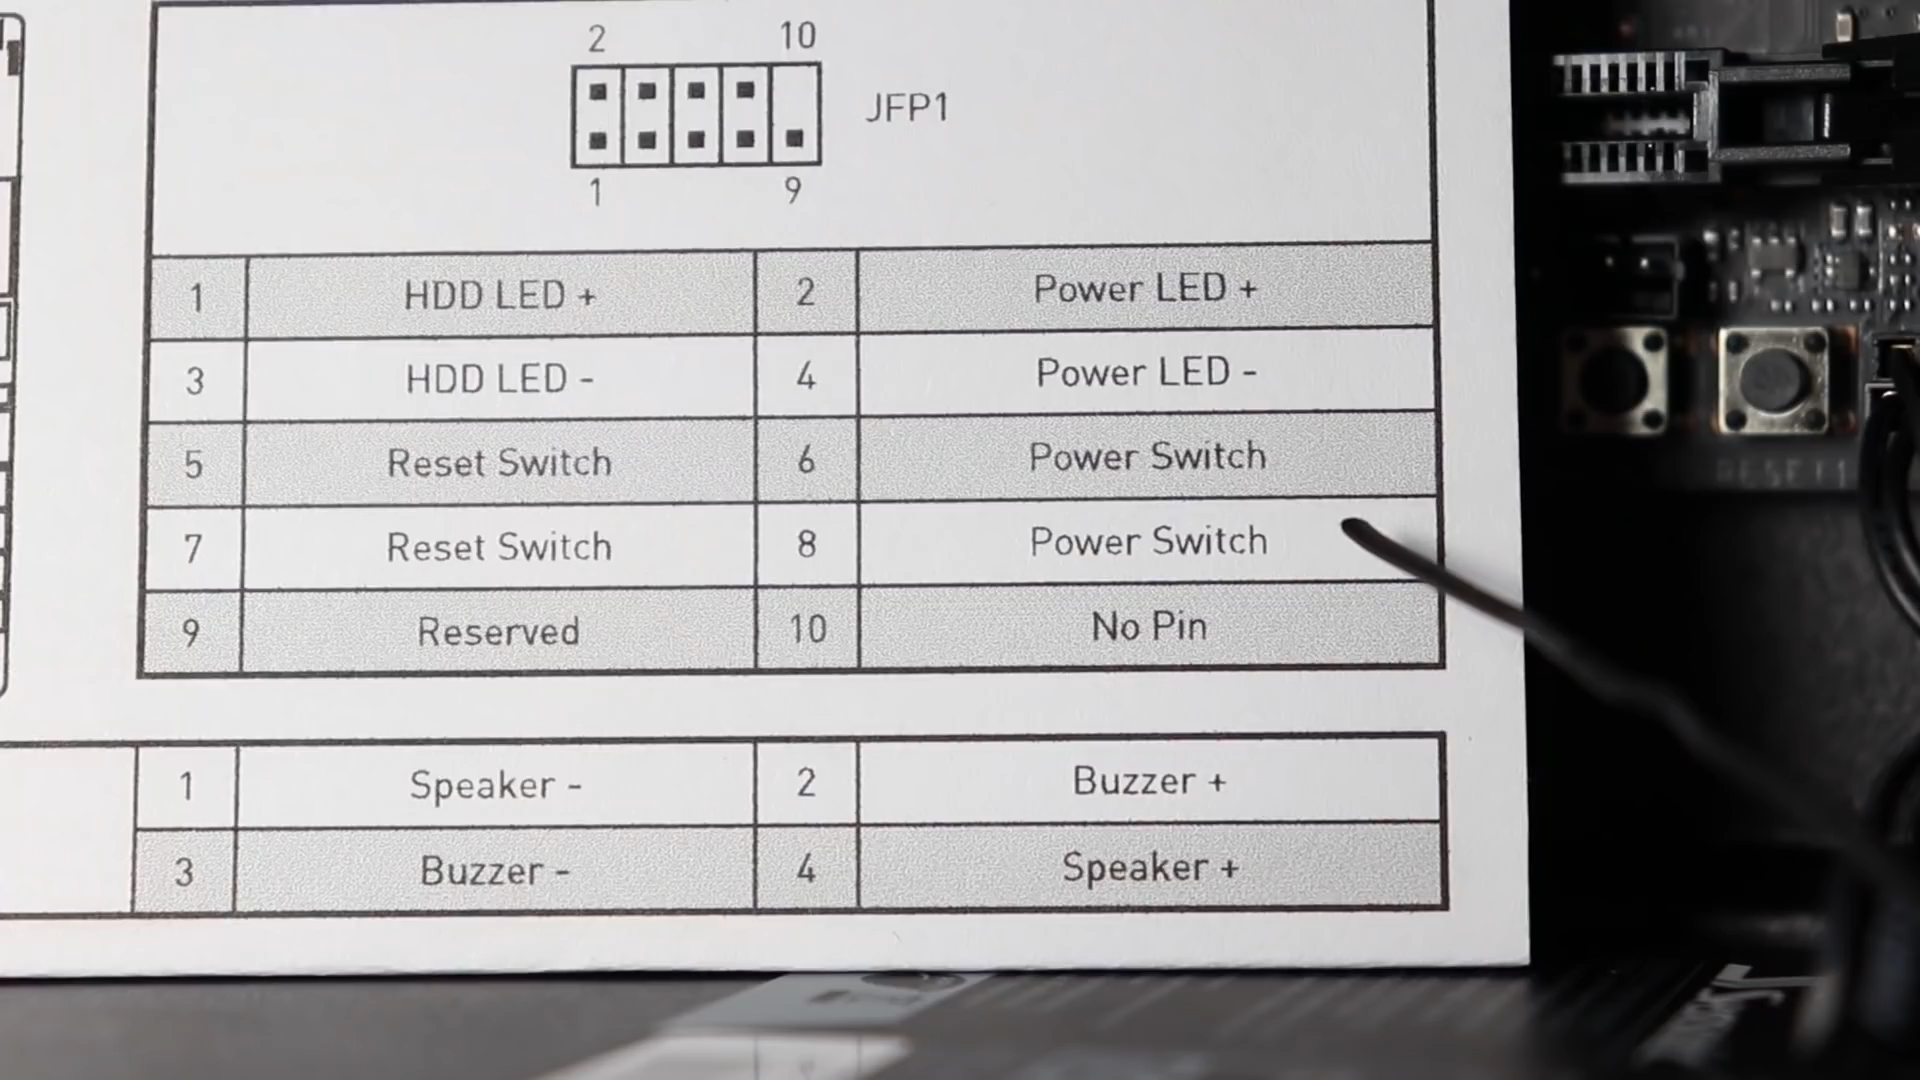 2 10
JFP1
1 9
1 HDD LED + 2 Power LED +
3 HDD LED - 4 Power LED -
5 Reset Switch 6 Power Switch
7 Reset Switch 8 Power Switch
9 Reserved 10 No Pin
1 Speaker - 2 Buzzer +
3 Buzzer - 4 Speaker +
RESET1